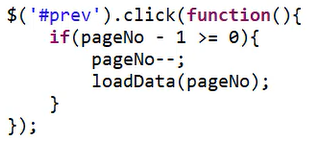 $('#prev').click(function(){
    if(pageNo - 1 >= 0){
        pageNo--;
        loadData(pageNo);
    }
});